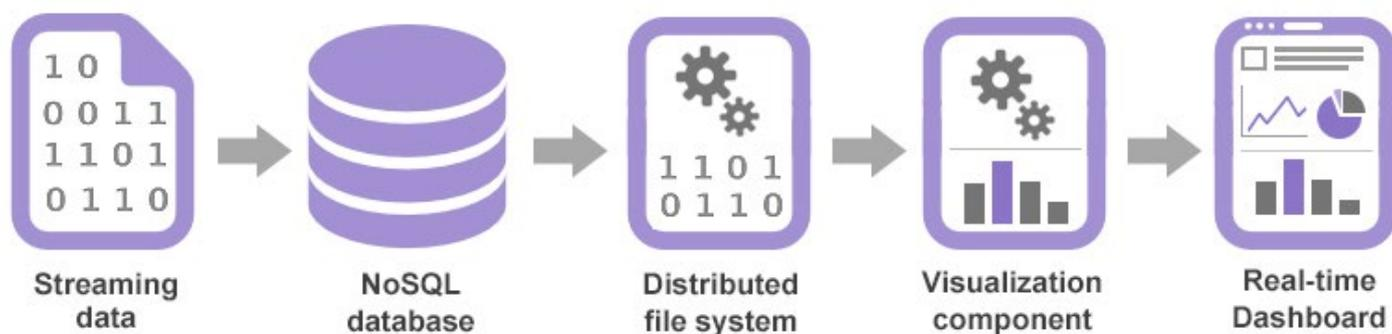 1 0
0 0 1 1
1 1 0 1
0 1 1 0
Streaming
data
NoSQL
database
1 1 0 1
0 1 1 0
Distributed
file system
Visualization
component
Real-time
Dashboard